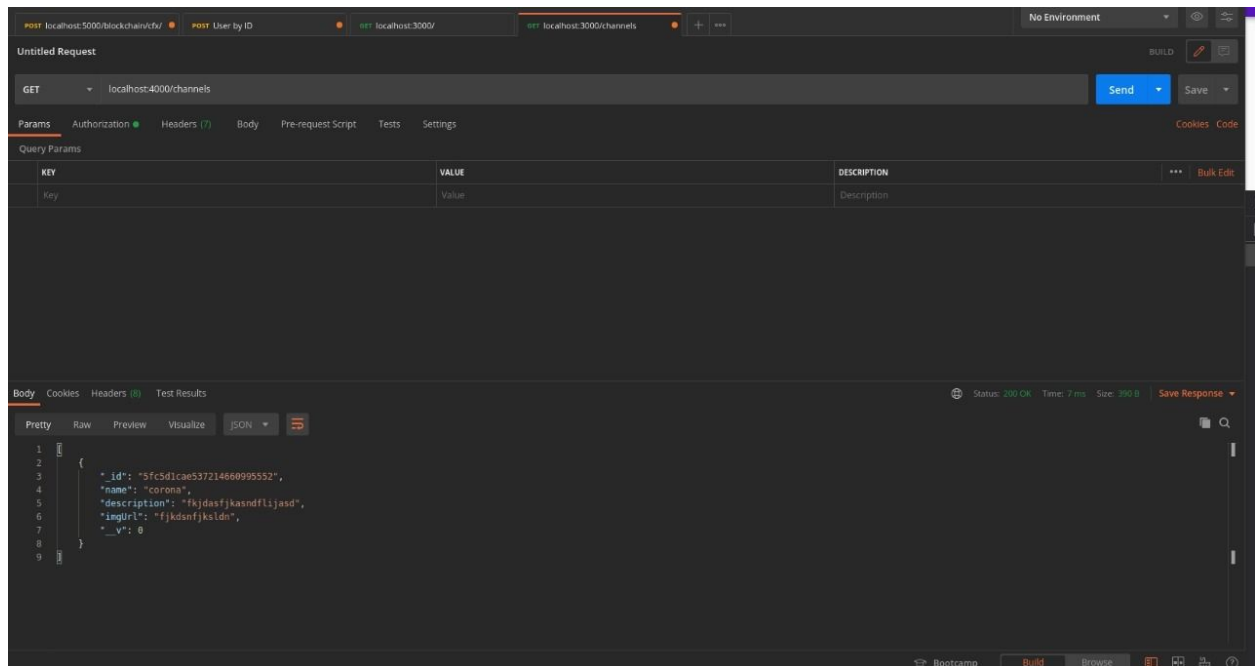 POST localhost:5000/blockchain/cfx/ POST User by ID GET localhost:3000/ GET localhost:3000/channels + ••• No Environment
Untitled Request BUILD
GET localhost:4000/channels Send Save
Params Authorization Headers (7) Body Pre-request Script Tests Settings Cookies Code
Query Params
KEY VALUE DESCRIPTION ••• Bulk Edit
Key Value Description
Body Cookies Headers (8) Test Results Status: 200 OK Time: 7 ms Size: 390 B Save Response
Pretty Raw Preview Visualize JSON
1 [
2 {
3 "_id": "5fc5d1cae537214660995552",
4 "name": "corona",
5 "description": "fkjdasfjkasndflijasd",
6 "imgUrl": "fjkdsnfjksldn",
7 "__v": 0
8 }
9 ]
Bootcamp Build Browse